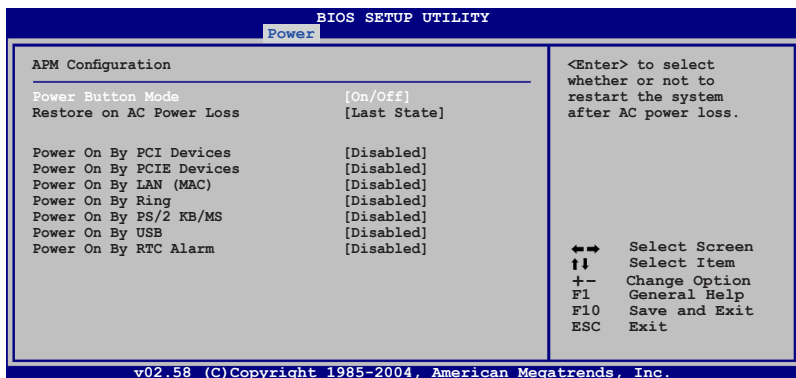 BIOS SETUP UTILITY
Power
APM Configuration
Power Button Mode [On/Off]
Restore on AC Power Loss [Last State]
Power On By PCI Devices [Disabled]
Power On By PCIE Devices [Disabled]
Power On By LAN (MAC) [Disabled]
Power On By Ring [Disabled]
Power On By PS/2 KB/MS [Disabled]
Power On By USB [Disabled]
Power On By RTC Alarm [Disabled]
<Enter> to select
whether or not to
restart the system
after AC power loss.
←→ Select Screen
↑↓ Select Item
+- Change Option
F1 General Help
F10 Save and Exit
ESC Exit
v02.58 (C)Copyright 1985-2004, American Megatrends, Inc.